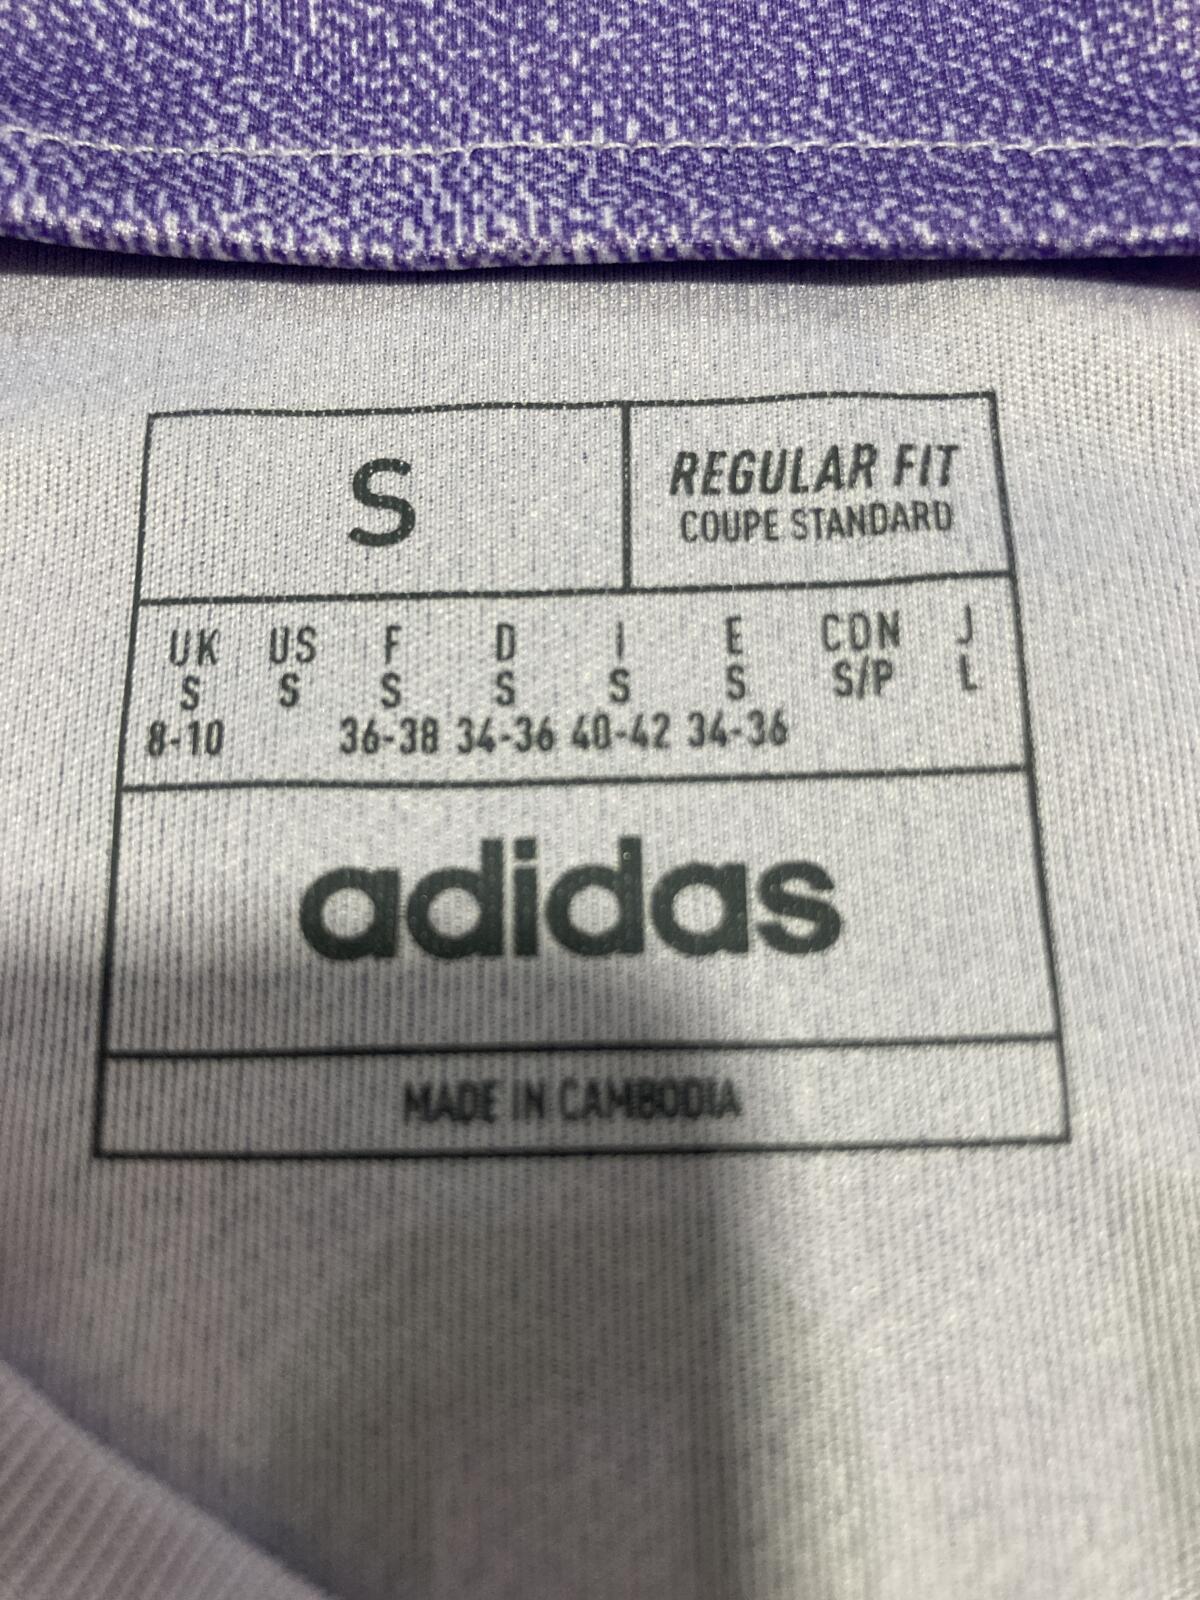 S
REGULAR FIT
COUPE STANDARD
UK US F D I E CDN J
S S S S S S S/P L
8-10 36-38 34-36 40-42 34-36
adidas
MADE IN CAMBODIA